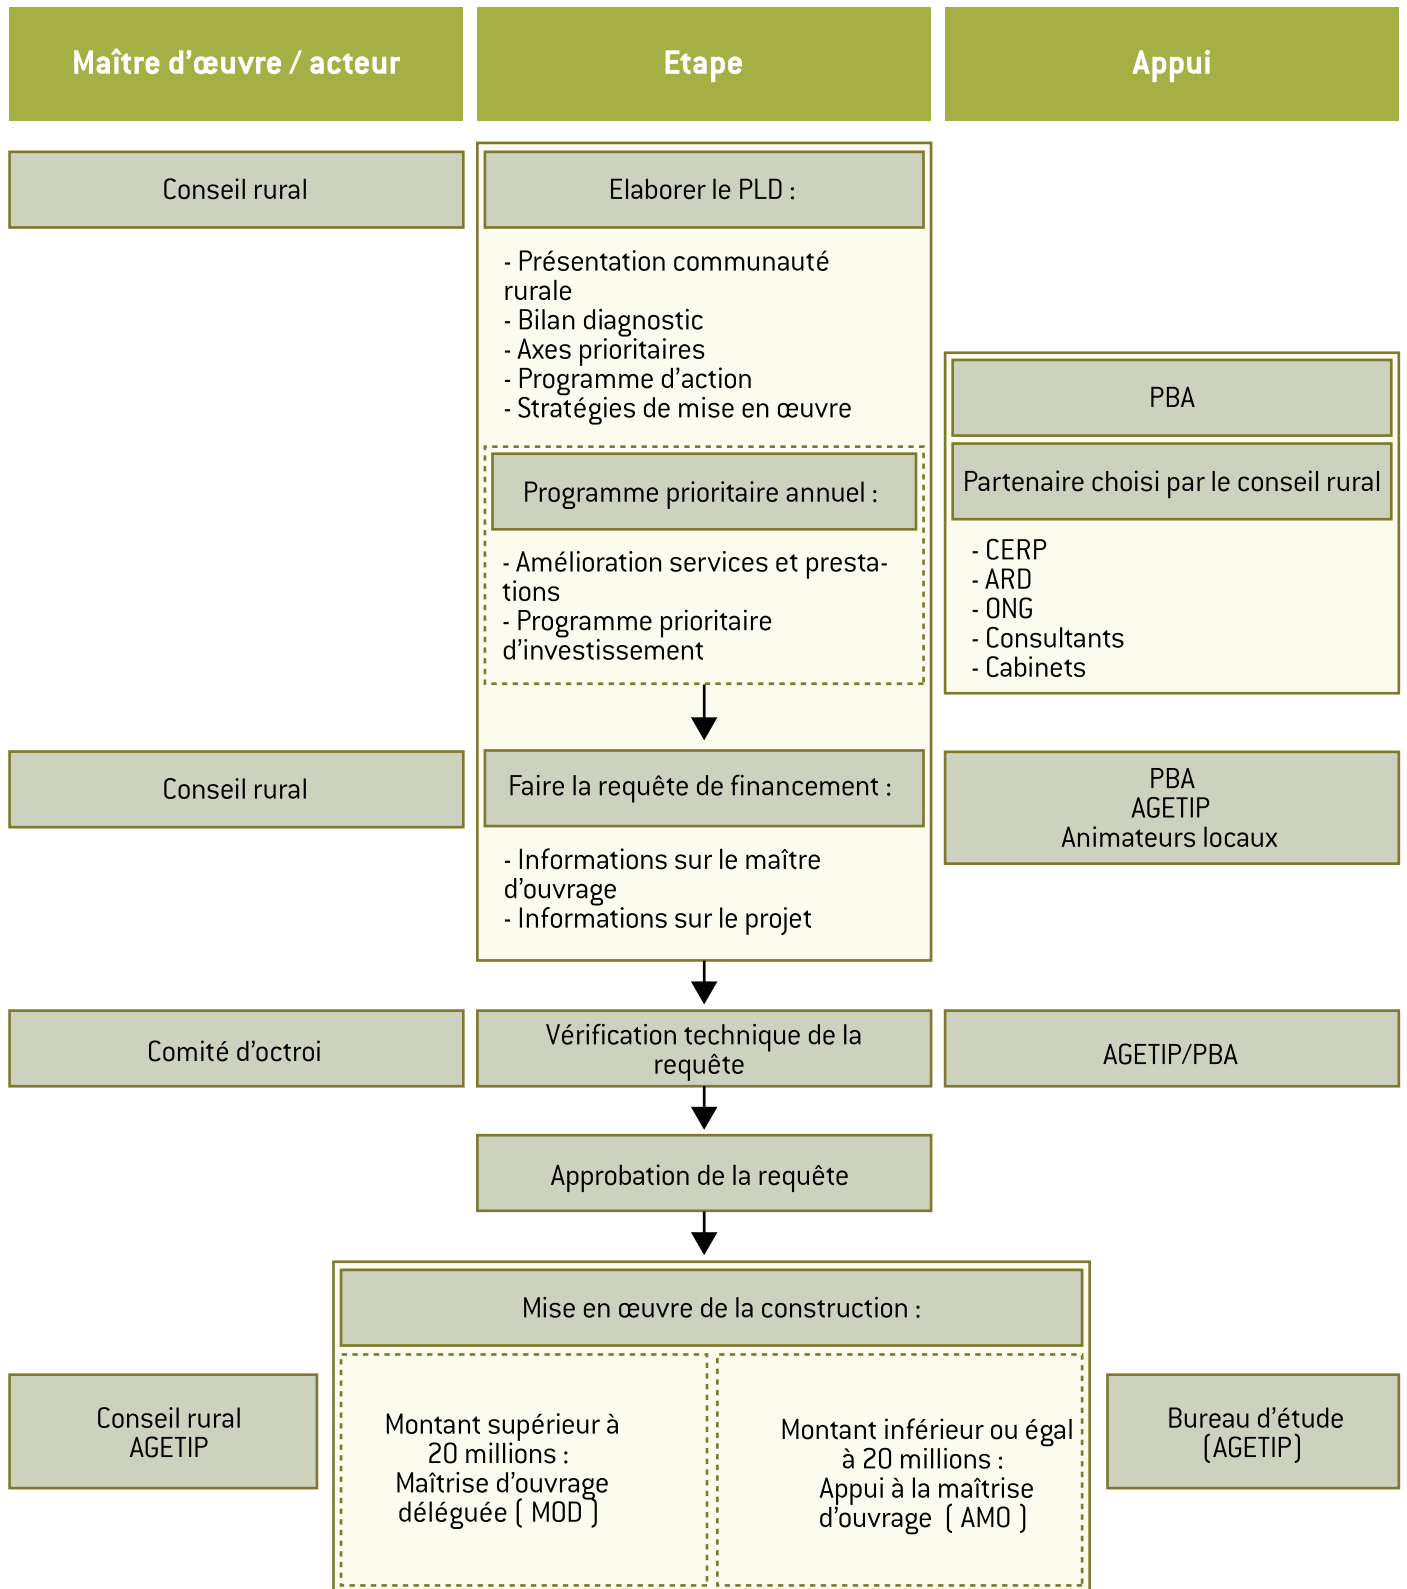 Maître d'œuvre / acteur
Etape
Appui
Conseil rural
Elaborer le PLD :
- Présentation communauté
rurale
- Bilan diagnostic
- Axes prioritaires
- Programme d'action
- Stratégies de mise en œuvre
PBA
Partenaire choisi par le conseil rural
- CERP
- ARD
- ONG
- Consultants
- Cabinets
Programme prioritaire annuel :
- Amélioration services et presta-
tions
- Programme prioritaire
d'investissement
Conseil rural
Faire la requête de financement :
- Informations sur le maître
d'ouvrage
- Informations sur le projet
PBA
AGETIP
Animateurs locaux
Comité d'octroi
Vérification technique de la
requête
AGETIP/PBA
Approbation de la requête
Mise en œuvre de la construction :
Conseil rural
AGETIP
Montant supérieur à
20 millions :
Maîtrise d'ouvrage
déléguée ( MOD )
Montant inférieur ou égal
à 20 millions :
Appui à la maîtrise
d'ouvrage ( AMO )
Bureau d'étude
(AGETIP)